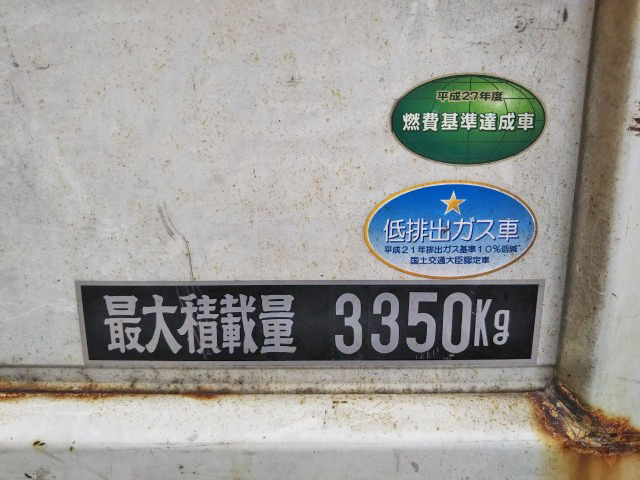 平成27年度
燃費基準達成車
低排出ガス車
平成21年排出ガス基準10%低減
国土交通大臣認定車
最大積載量 3350Kg